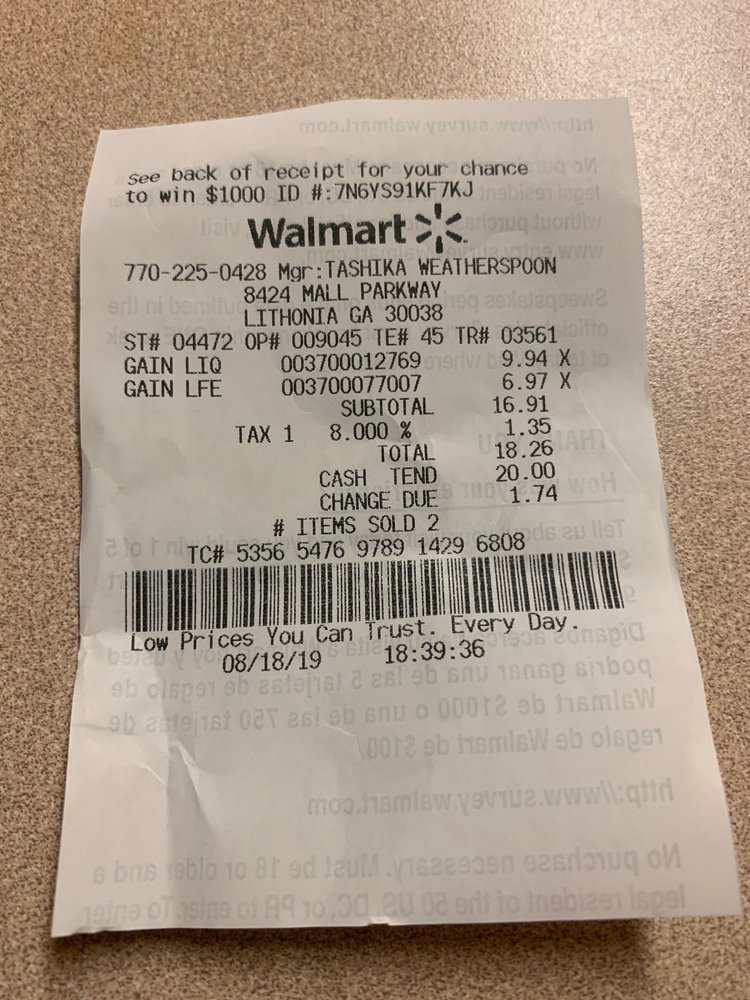 See back of receipt for your chance
to win $1000 ID #:7N6YS91KF7KJ
Walmart
770-225-0428 Mgr:TASHIKA WEATHERSPOON
8424 MALL PARKWAY
LITHONIA GA 30038
ST# 04472 OP# 009045 TE# 45 TR# 03561
GAIN LIQ 003700012769 9.94 X
GAIN LFE 003700077007 6.97 X
SUBTOTAL 16.91
TAX 1 8.000 % 1.35
TOTAL 18.26
CASH TEND 20.00
CHANGE DUE 1.74
# ITEMS SOLD 2
TC# 5356 5476 9789 1429 6808
Low Prices You Can Trust. Every Day.
08/18/19 18:39:36